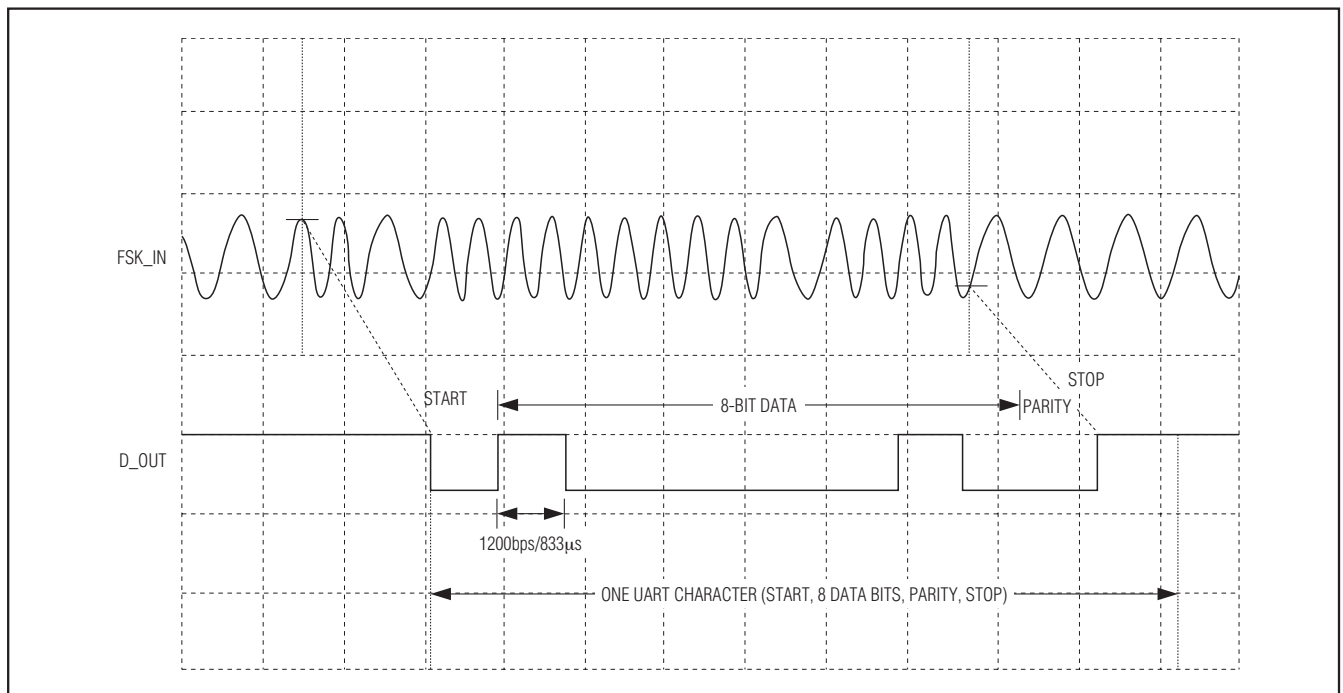 FSK_IN
START
STOP
8-BIT DATA
PARITY
D_OUT
1200bps/833µs
ONE UART CHARACTER (START, 8 DATA BITS, PARITY, STOP)